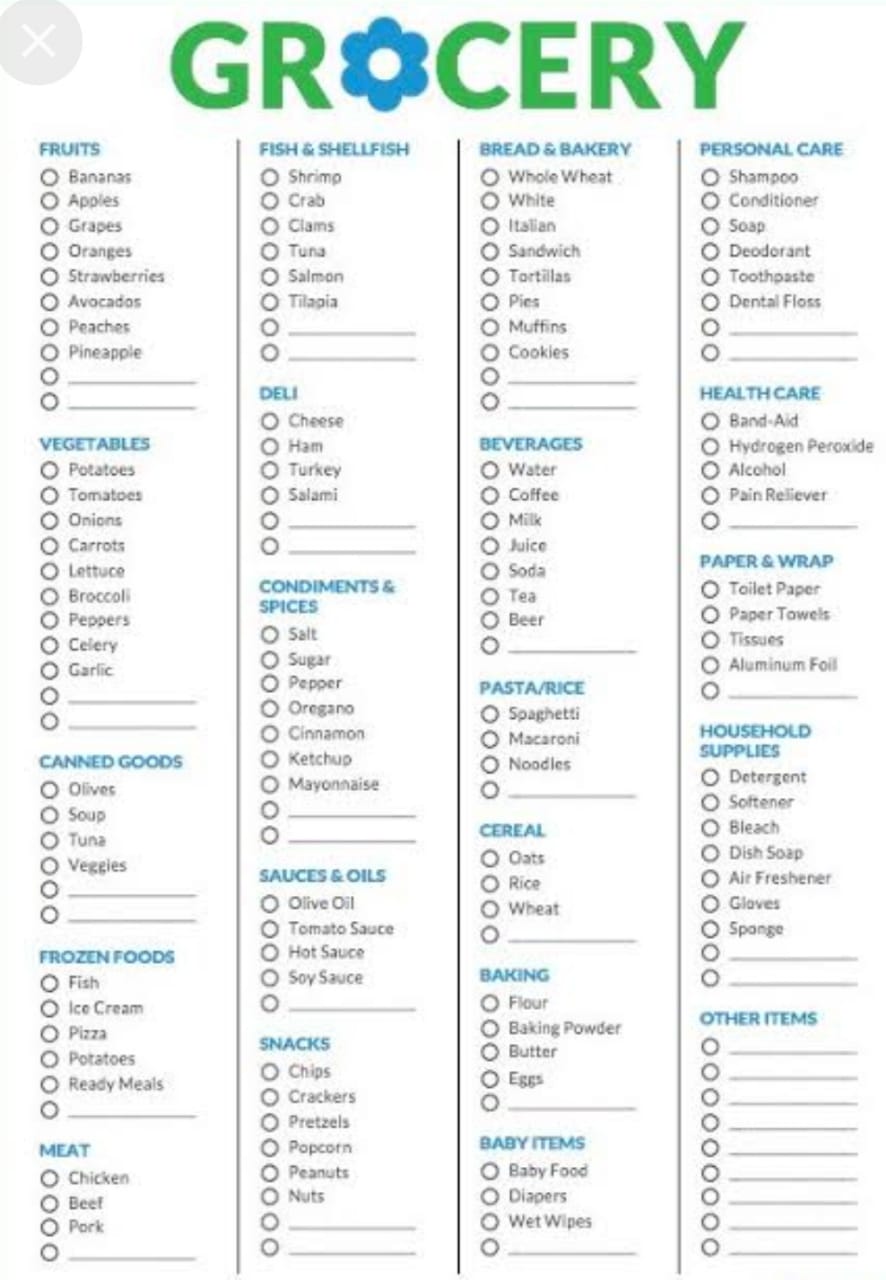 GROCERY
FRUITS
Bananas
Apples
Grapes
Oranges
Strawberries
Avocados
Peaches
Pineapple
VEGETABLES
Potatoes
Tomatoes
Onions
Carrots
Lettuce
Broccoli
Peppers
Celery
Garlic
CANNED GOODS
Olives
Soup
Tuna
Veggies
FROZEN FOODS
Fish
Ice Cream
Pizza
Potatoes
Ready Meals
MEAT
Chicken
Beef
Pork
FISH & SHELLFISH
Shrimp
Crab
Clams
Tuna
Salmon
Tilapia
DELI
Cheese
Ham
Turkey
Salami
CONDIMENTS &
SPICES
Salt
Sugar
Pepper
Oregano
Cinnamon
Ketchup
Mayonnaise
SAUCES & OILS
Olive Oil
Tomato Sauce
Hot Sauce
Soy Sauce
SNACKS
Chips
Crackers
Pretzels
Popcorn
Peanuts
Nuts
BREAD & BAKERY
Whole Wheat
White
Italian
Sandwich
Tortillas
Pies
Muffins
Cookies
BEVERAGES
Water
Coffee
Milk
Juice
Soda
Tea
Beer
PASTA/RICE
Spaghetti
Macaroni
Noodles
CEREAL
Oats
Rice
Wheat
BAKING
Flour
Baking Powder
Butter
Eggs
BABY ITEMS
Baby Food
Diapers
Wet Wipes
PERSONAL CARE
Shampoo
Conditioner
Soap
Deodorant
Toothpaste
Dental Floss
HEALTH CARE
Band-Aid
Hydrogen Peroxide
Alcohol
Pain Reliever
PAPER & WRAP
Toilet Paper
Paper Towels
Tissues
Aluminum Foil
HOUSEHOLD
SUPPLIES
Detergent
Softener
Bleach
Dish Soap
Air Freshener
Gloves
Sponge
OTHER ITEMS